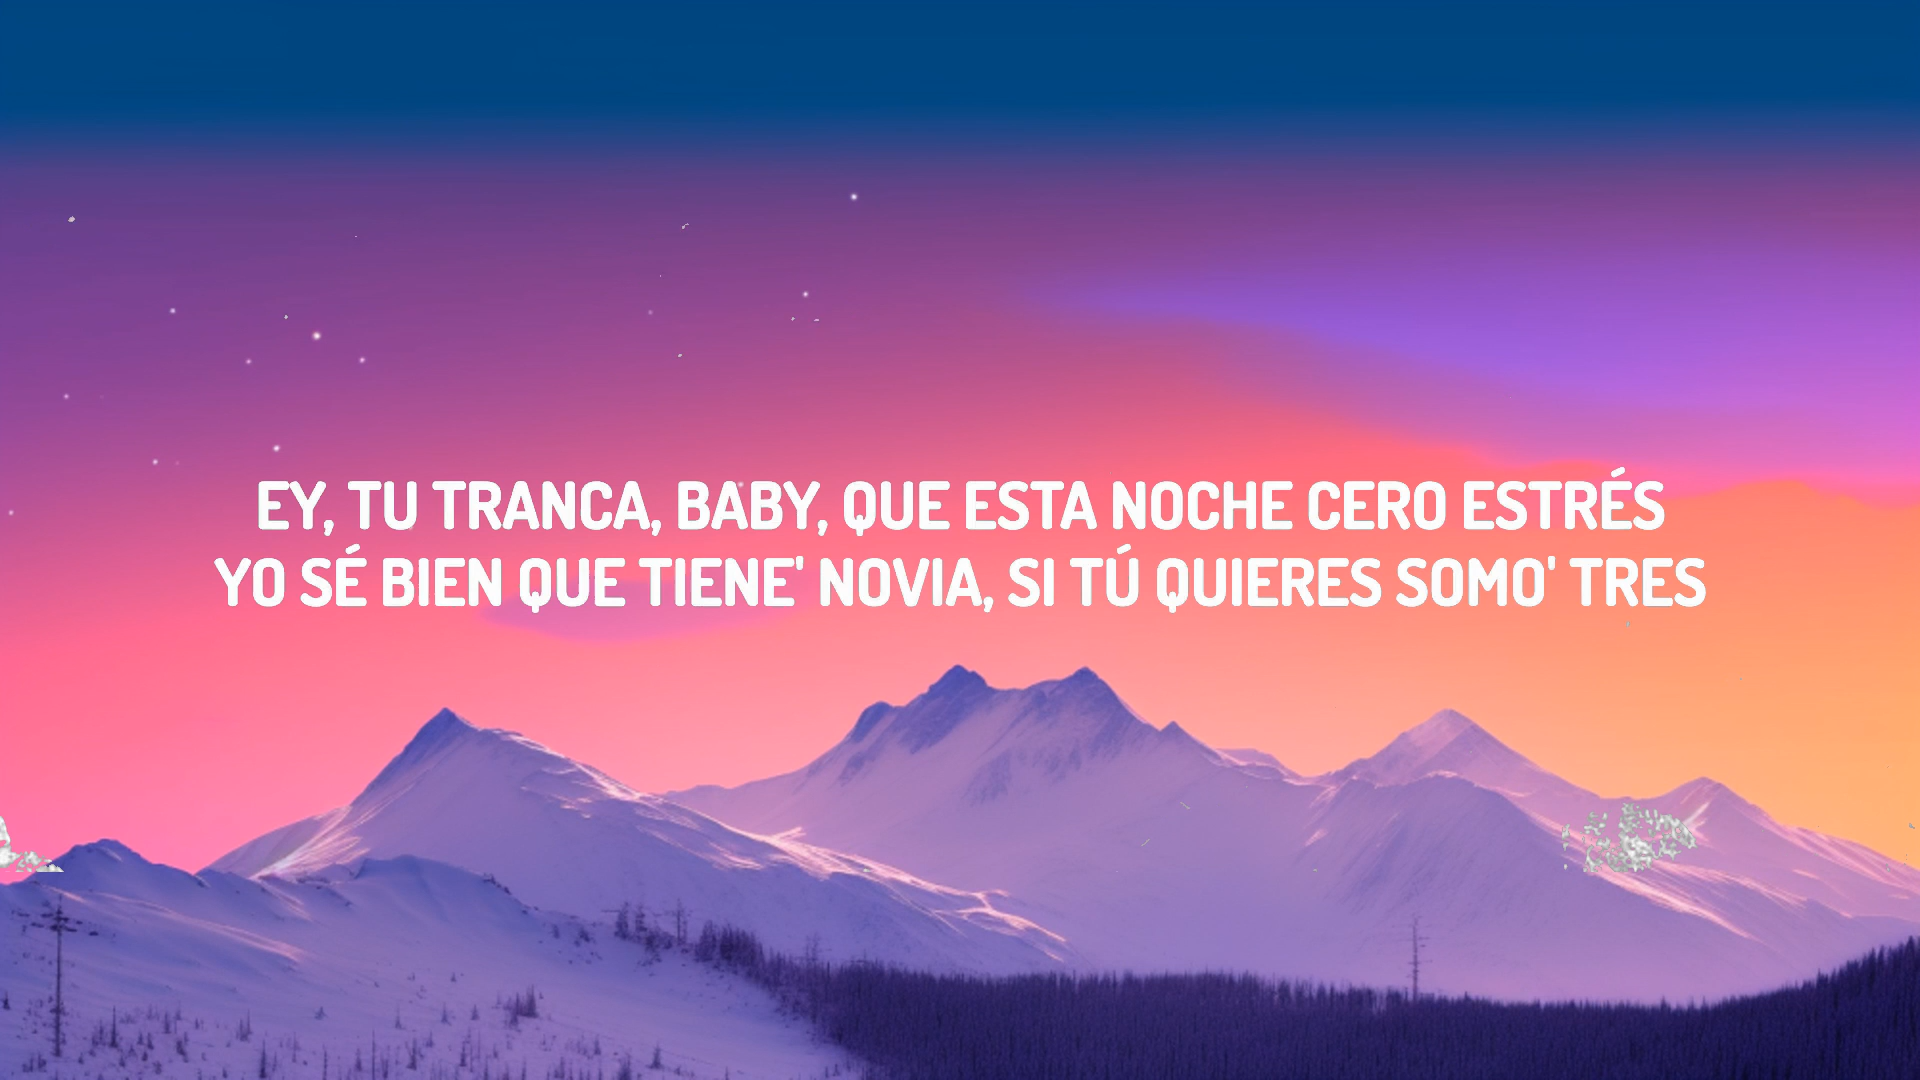 EY, TU TRANCA, BABY, QUE ESTA NOCHE CERO ESTRÉS
YO SÉ BIEN QUE TIENE' NOVIA, SI TÚ QUIERES SOMO' TRES